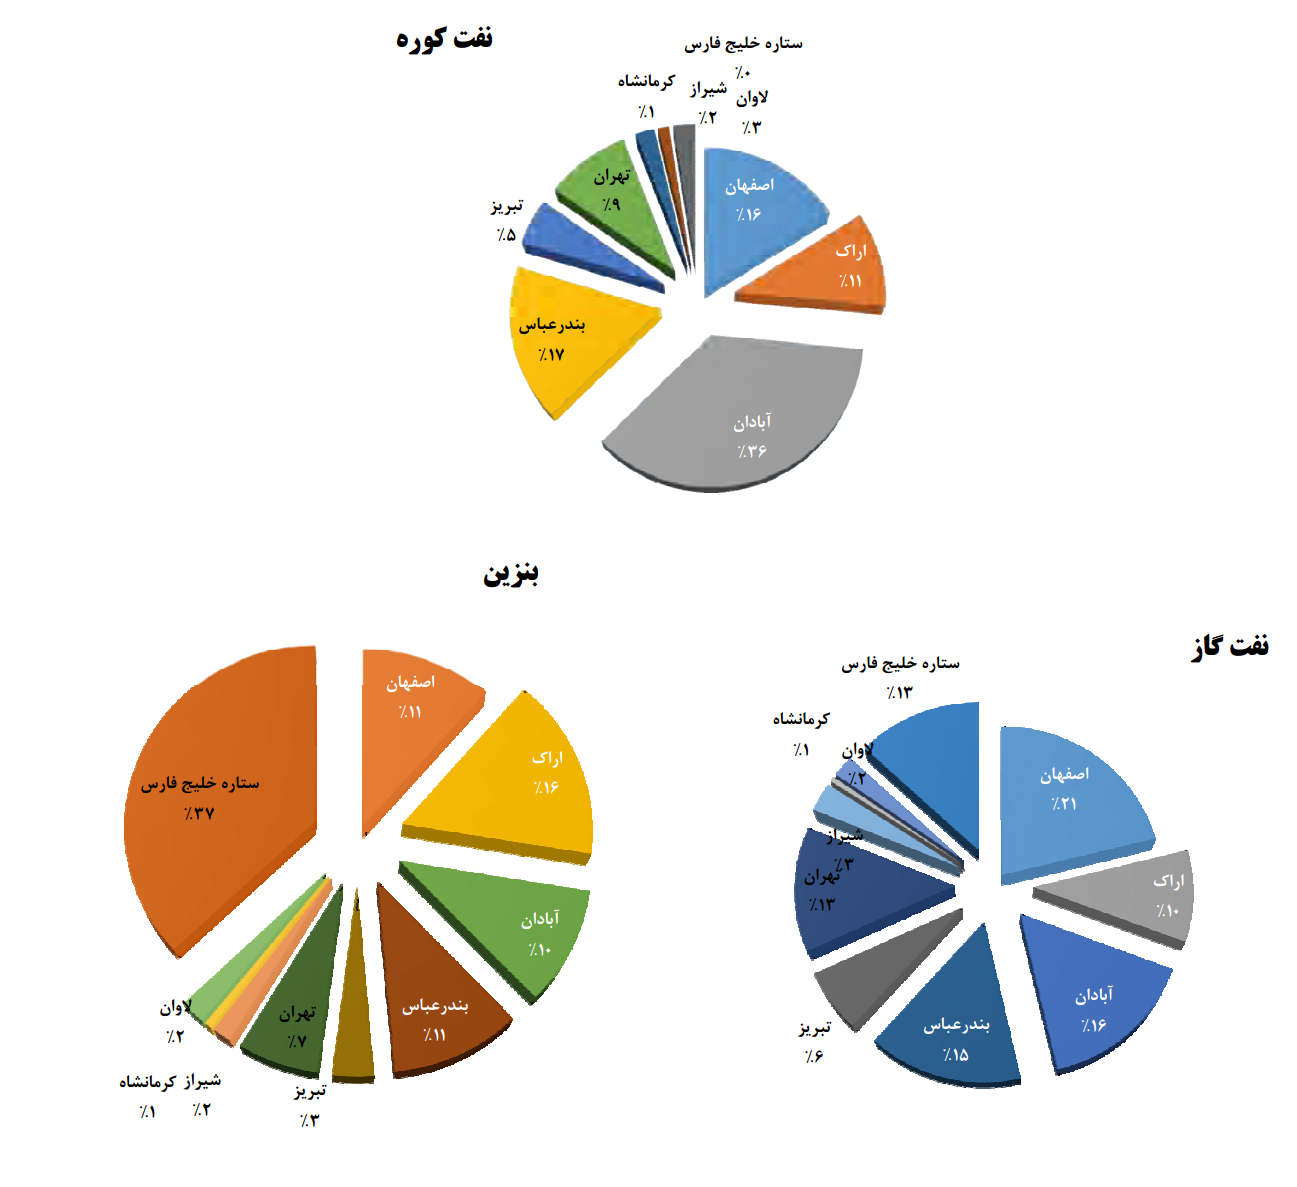 نفت کوره
ستاره خلیج فارس
٪۰
کرمانشاه
٪۱
شیراز
٪۲
لاوان
٪۳
اصفهان
٪۱۶
اراک
٪۱۱
آبادان
٪۳۶
بندرعباس
٪۱۷
تبریز
٪۵
تهران
٪۹
بنزین
اصفهان
٪۱۱
اراک
٪۱۶
آبادان
٪۱۰
بندرعباس
٪۱۱
تبریز
٪۳
تهران
٪۷
شیراز
٪۲
کرمانشاه
٪۱
لاوان
٪۲
ستاره خلیج فارس
٪۳۷
نفت گاز
ستاره خلیج فارس
٪۱۳
اصفهان
٪۲۱
اراک
٪۱۰
آبادان
٪۱۶
بندرعباس
٪۱۵
تبریز
٪۶
تهران
٪۱۳
شیراز
٪۳
کرمانشاه
٪۱
لاوان
٪۲